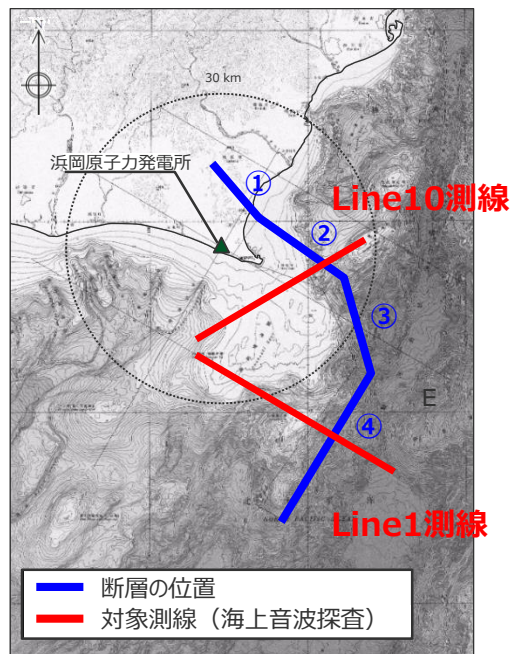 N
30 km
浜岡原子力発電所
①
Line10測線
②
③
E
④
Line1測線
断層の位置
対象測線（海上音波探査）